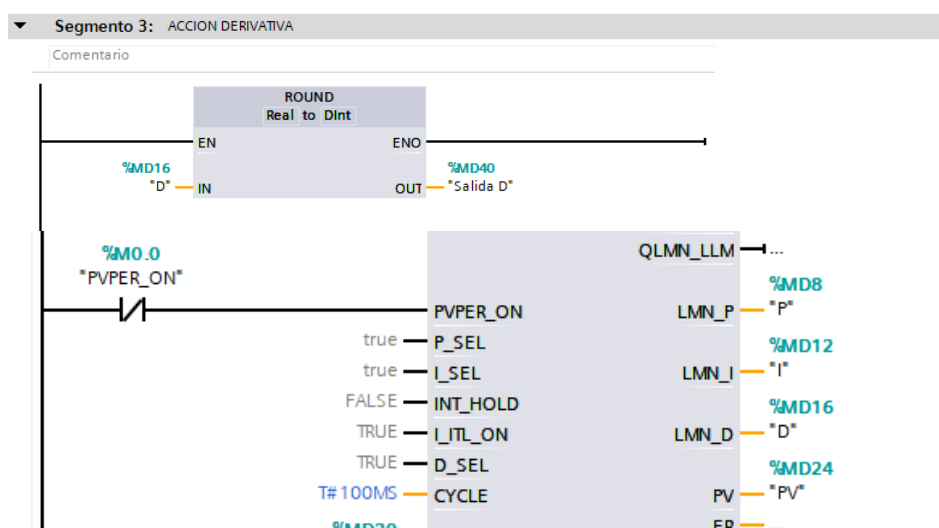 Segmento 3: ACCION DERIVATIVA
Comentario
ROUND
Real to DInt
EN ENO
%MD16 %MD40
"D" IN OUT "Salida D"
%M0.0 QLMN_LLM ...
"PVPER_ON" %MD8
PVPER_ON LMN_P "P"
true P_SEL %MD12
true I_SEL LMN_I "I"
FALSE INT_HOLD %MD16
TRUE I_ITL_ON LMN_D "D"
TRUE D_SEL %MD24
T#100MS CYCLE PV "PV"
%MD20 ER ...